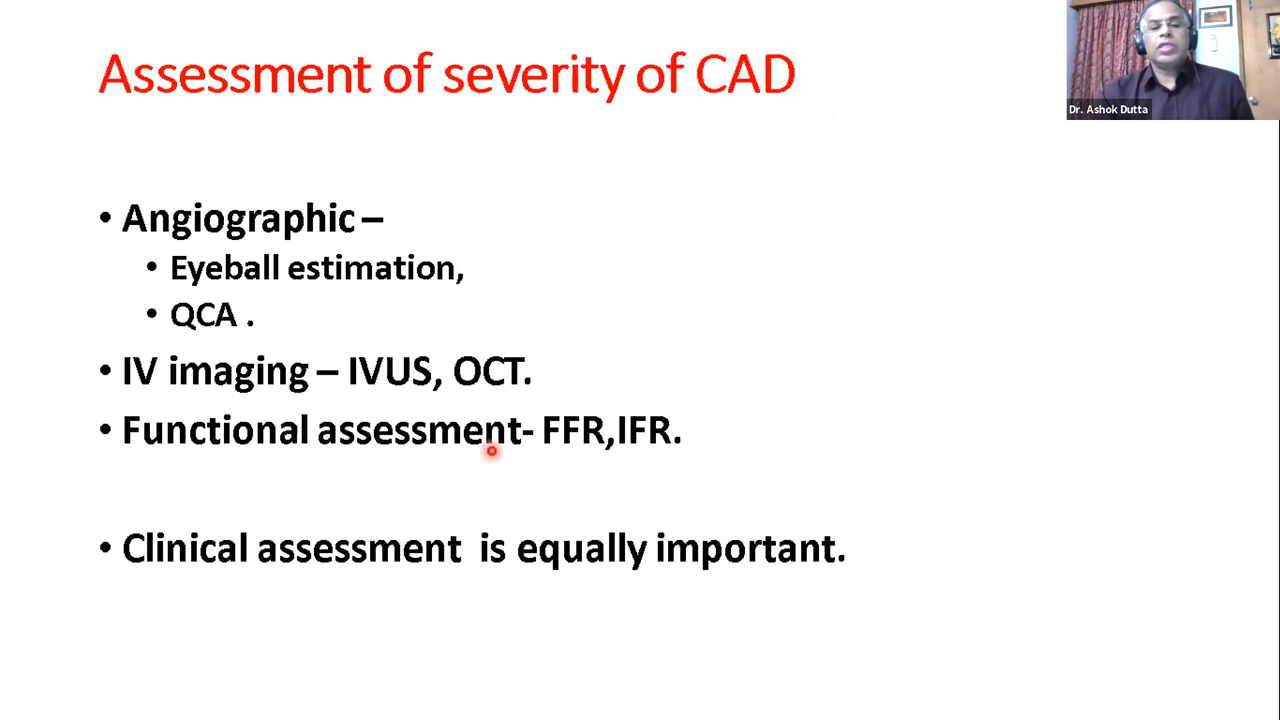 Assessment of severity of CAD
Dr. Ashok Dutta
• Angiographic –
• Eyeball estimation,
• QCA .
• IV imaging – IVUS, OCT.
• Functional assessment- FFR,IFR.
• Clinical assessment is equally important.